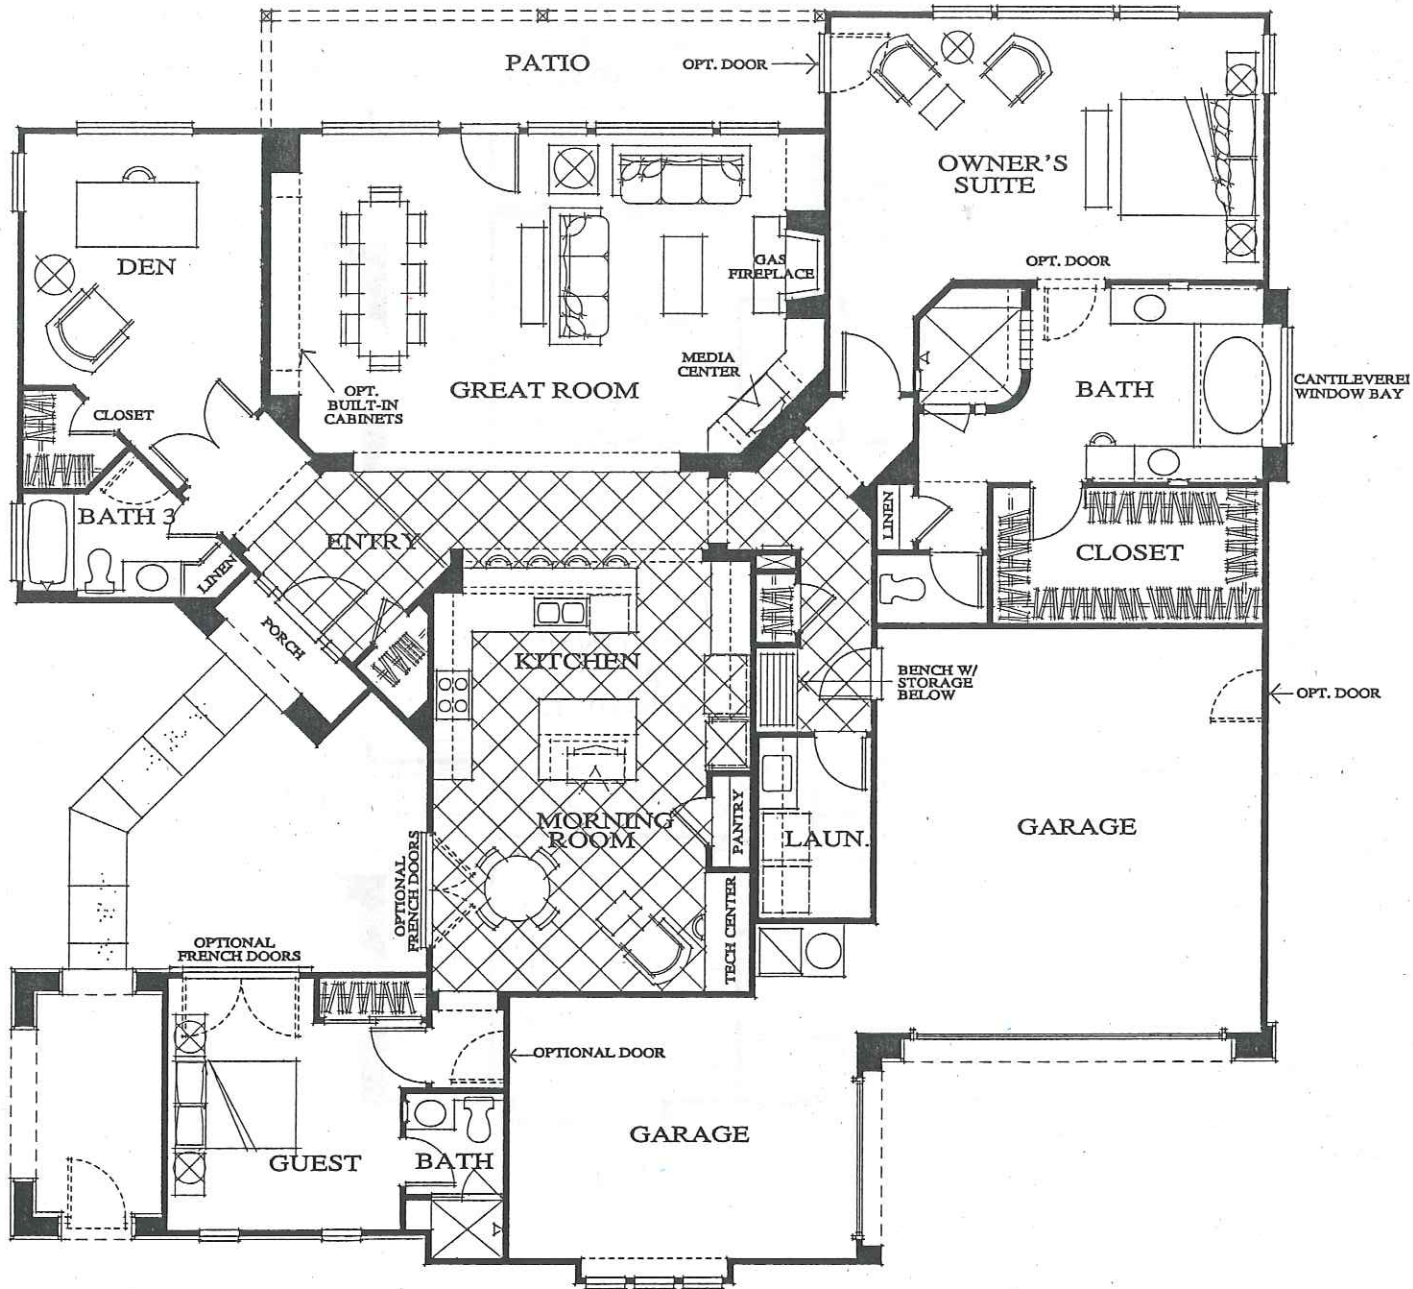 PATIO
OPT. DOOR
OWNER'S
SUITE
DEN
GAS
FIREPLACE
OPT. DOOR
MEDIA
CENTER
GREAT ROOM
OPT.
BUILT-IN
CABINETS
BATH
CANTILEVERE
WINDOW BAY
CLOSET
BATH 3
LINEN
ENTRY
LINEN
CLOSET
PORCH
KITCHEN
BENCH W/
STORAGE
BELOW
OPT. DOOR
MORNING
ROOM
PANTRY
LAUN.
GARAGE
OPTIONAL
FRENCH DOORS
TECH CENTER
OPTIONAL
FRENCH DOORS
OPTIONAL DOOR
GUEST
BATH
GARAGE